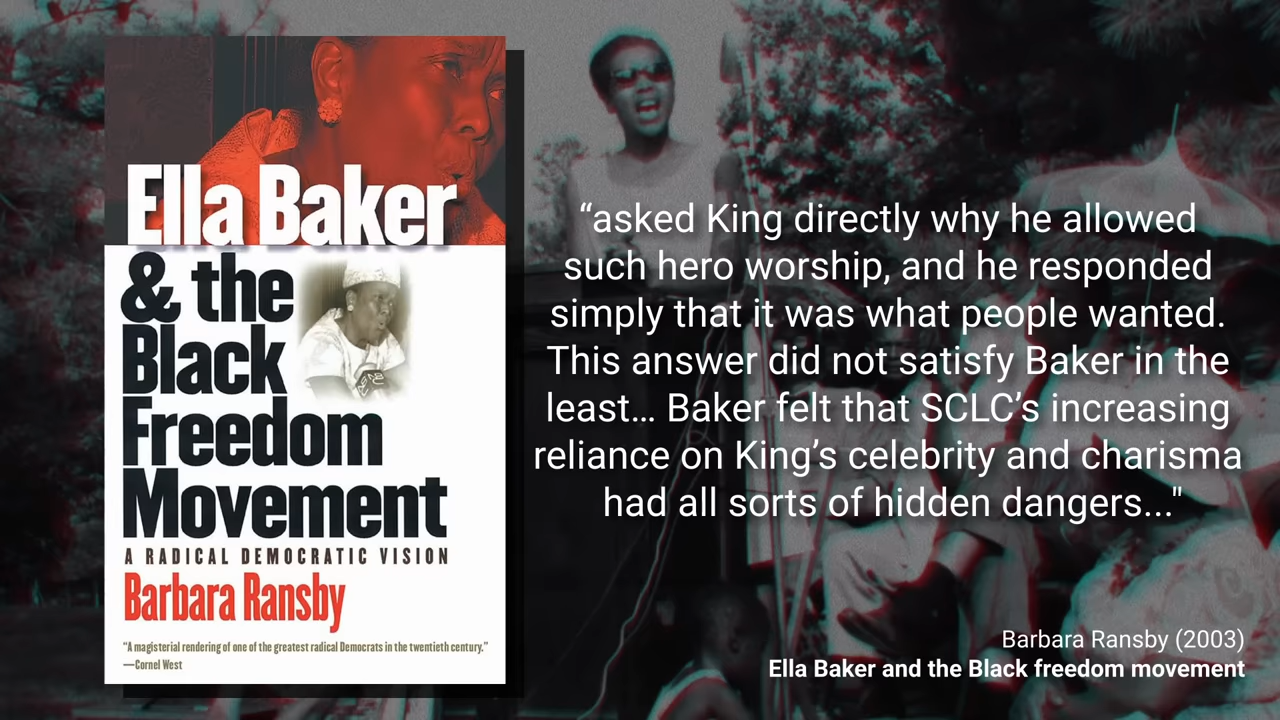 Ella Baker
& the
Black
Freedom
Movement
A RADICAL DEMOCRATIC VISION
Barbara Ransby
“A magisterial rendering of one of the greatest radical Democrats in the twentieth century.”
—Cornel West
“asked King directly why he allowed
such hero worship, and he responded
simply that it was what people wanted.
This answer did not satisfy Baker in the
least... Baker felt that SCLC’s increasing
reliance on King’s celebrity and charisma
had all sorts of hidden dangers..."
Barbara Ransby (2003)
Ella Baker and the Black freedom movement